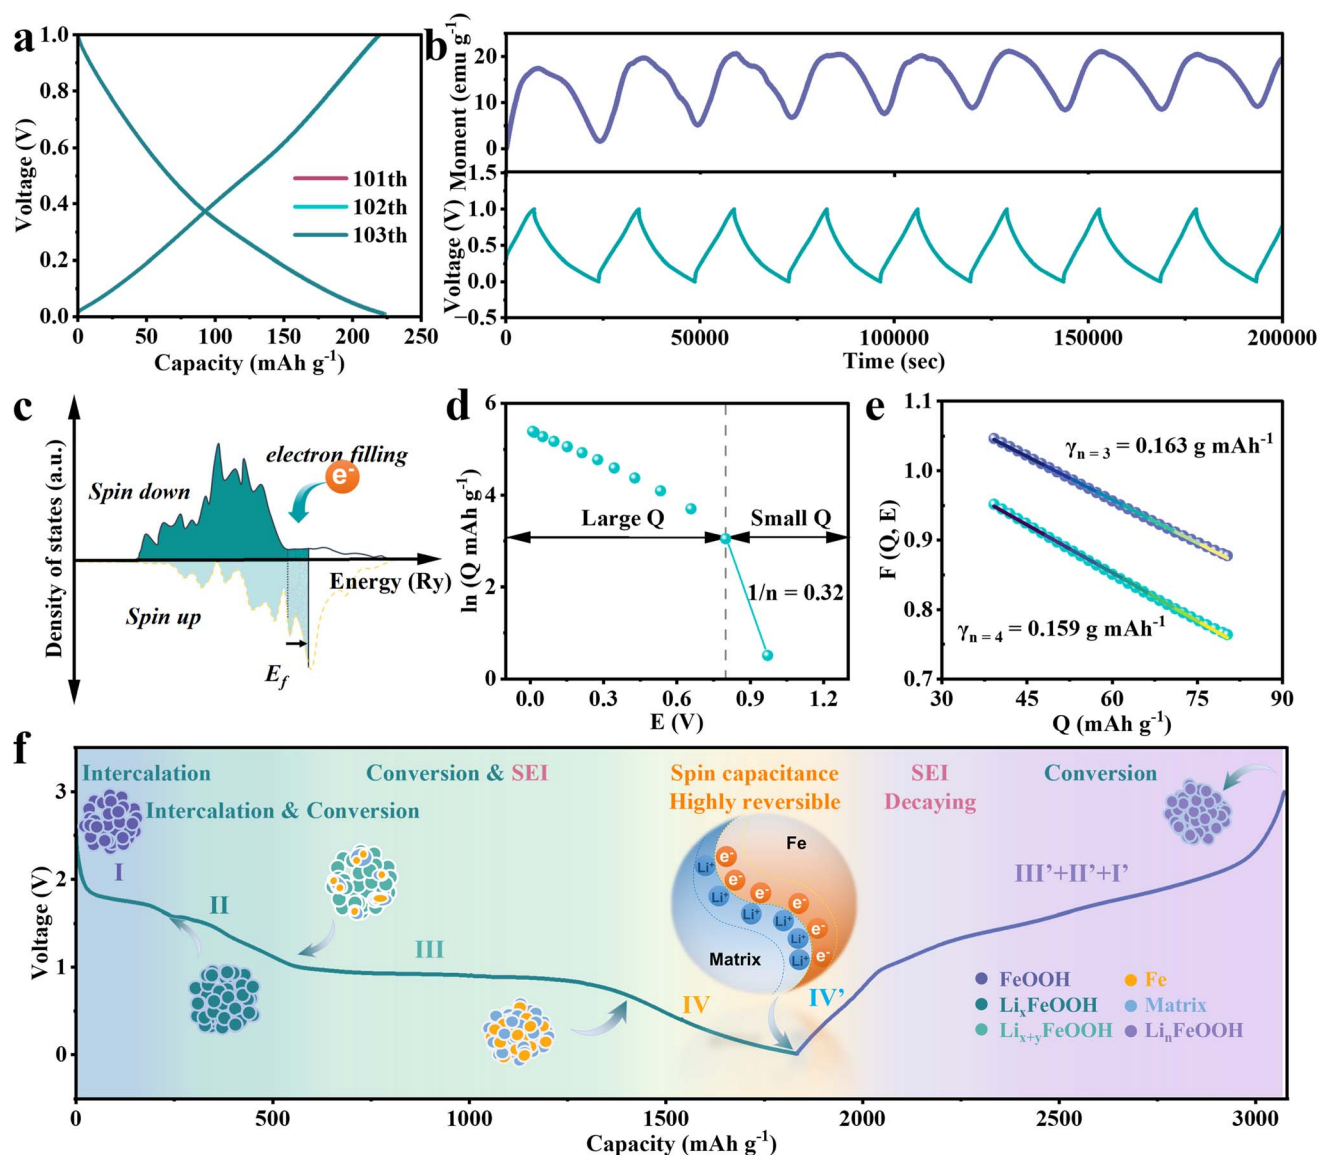 a
1.0
0.8
0.6
0.4
0.2
0.0
Voltage (V)
101th
102th
103th
0
50
100
150
200
250
Capacity (mAh g⁻¹)
b
20
10
0
Moment (emu g⁻¹)
1.5
1.0
0.5
0.0
−0.5
Voltage (V)
0
50000
100000
150000
200000
Time (sec)
c
Density of states (a.u.)
Spin down
electron filling
e⁻
Energy (Ry)
Spin up
E_f
d
6
4
2
0
ln (Q mAh g⁻¹)
Large Q
Small Q
1/n = 0.32
0.0
0.3
0.6
0.9
1.2
E (V)
e
1.1
1.0
0.9
0.8
0.7
F (Q, E)
γₙ ₌ ₃ = 0.163 g mAh⁻¹
γₙ ₌ ₄ = 0.159 g mAh⁻¹
30
45
60
75
90
Q (mAh g⁻¹)
f
3
2
1
0
Voltage (V)
Intercalation
Intercalation & Conversion
Conversion & SEI
Spin capacitance
Highly reversible
SEI
Decaying
Conversion
I
II
III
IV
IV’
III’+II’+I’
Fe
Matrix
Li⁺
Li⁺
Li⁺
Li⁺
Li⁺
Li⁺
e⁻
e⁻
e⁻
e⁻
e⁻
e⁻
FeOOH
Fe
LiₓFeOOH
Matrix
Liₓ₊yFeOOH
LiₙFeOOH
0
500
1000
1500
2000
2500
3000
Capacity (mAh g⁻¹)